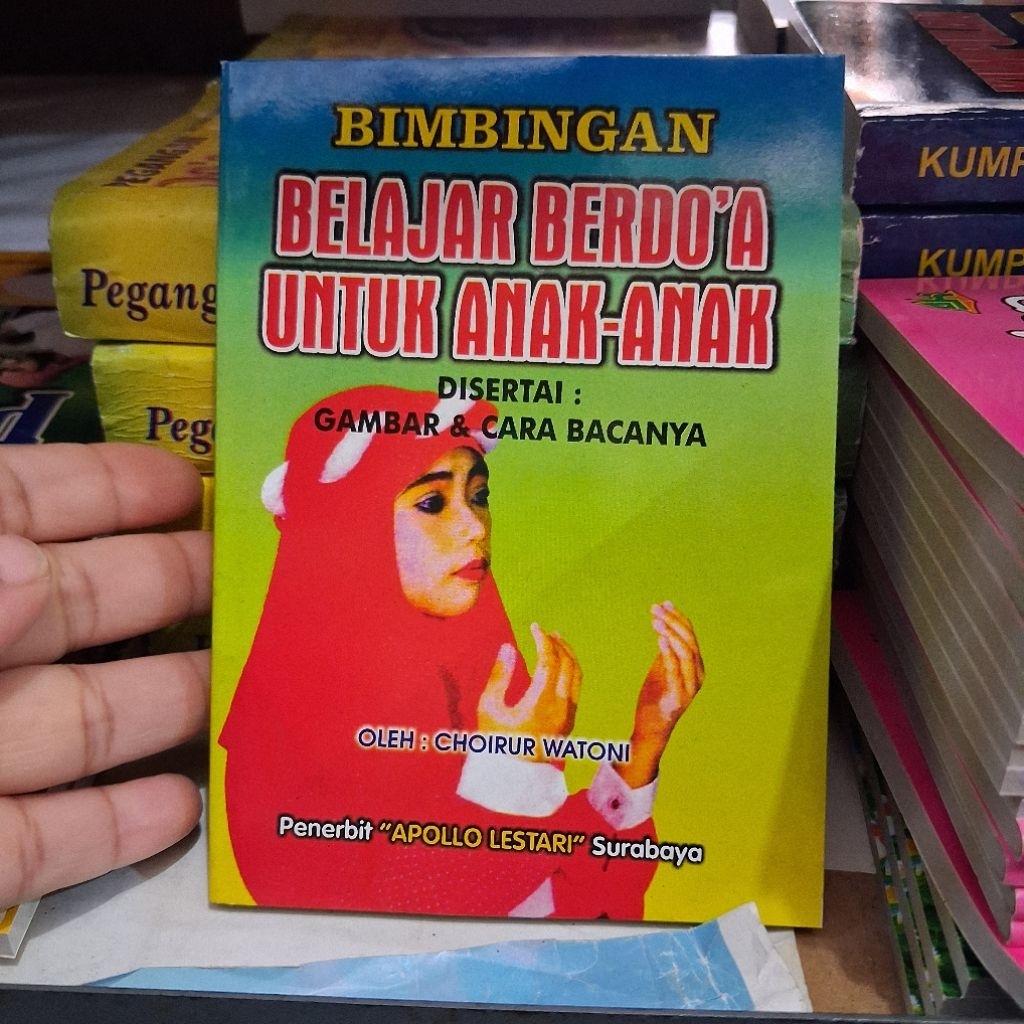 BIMBINGAN
BELAJAR BERDO'A
UNTUK ANAK-ANAK
DISERTAI :
GAMBAR & CARA BACANYA
OLEH : CHOIRUR WATONI
Penerbit "APOLLO LESTARI" Surabaya
PEGANGAN
Pegang
Peg
KUMP
KUMP